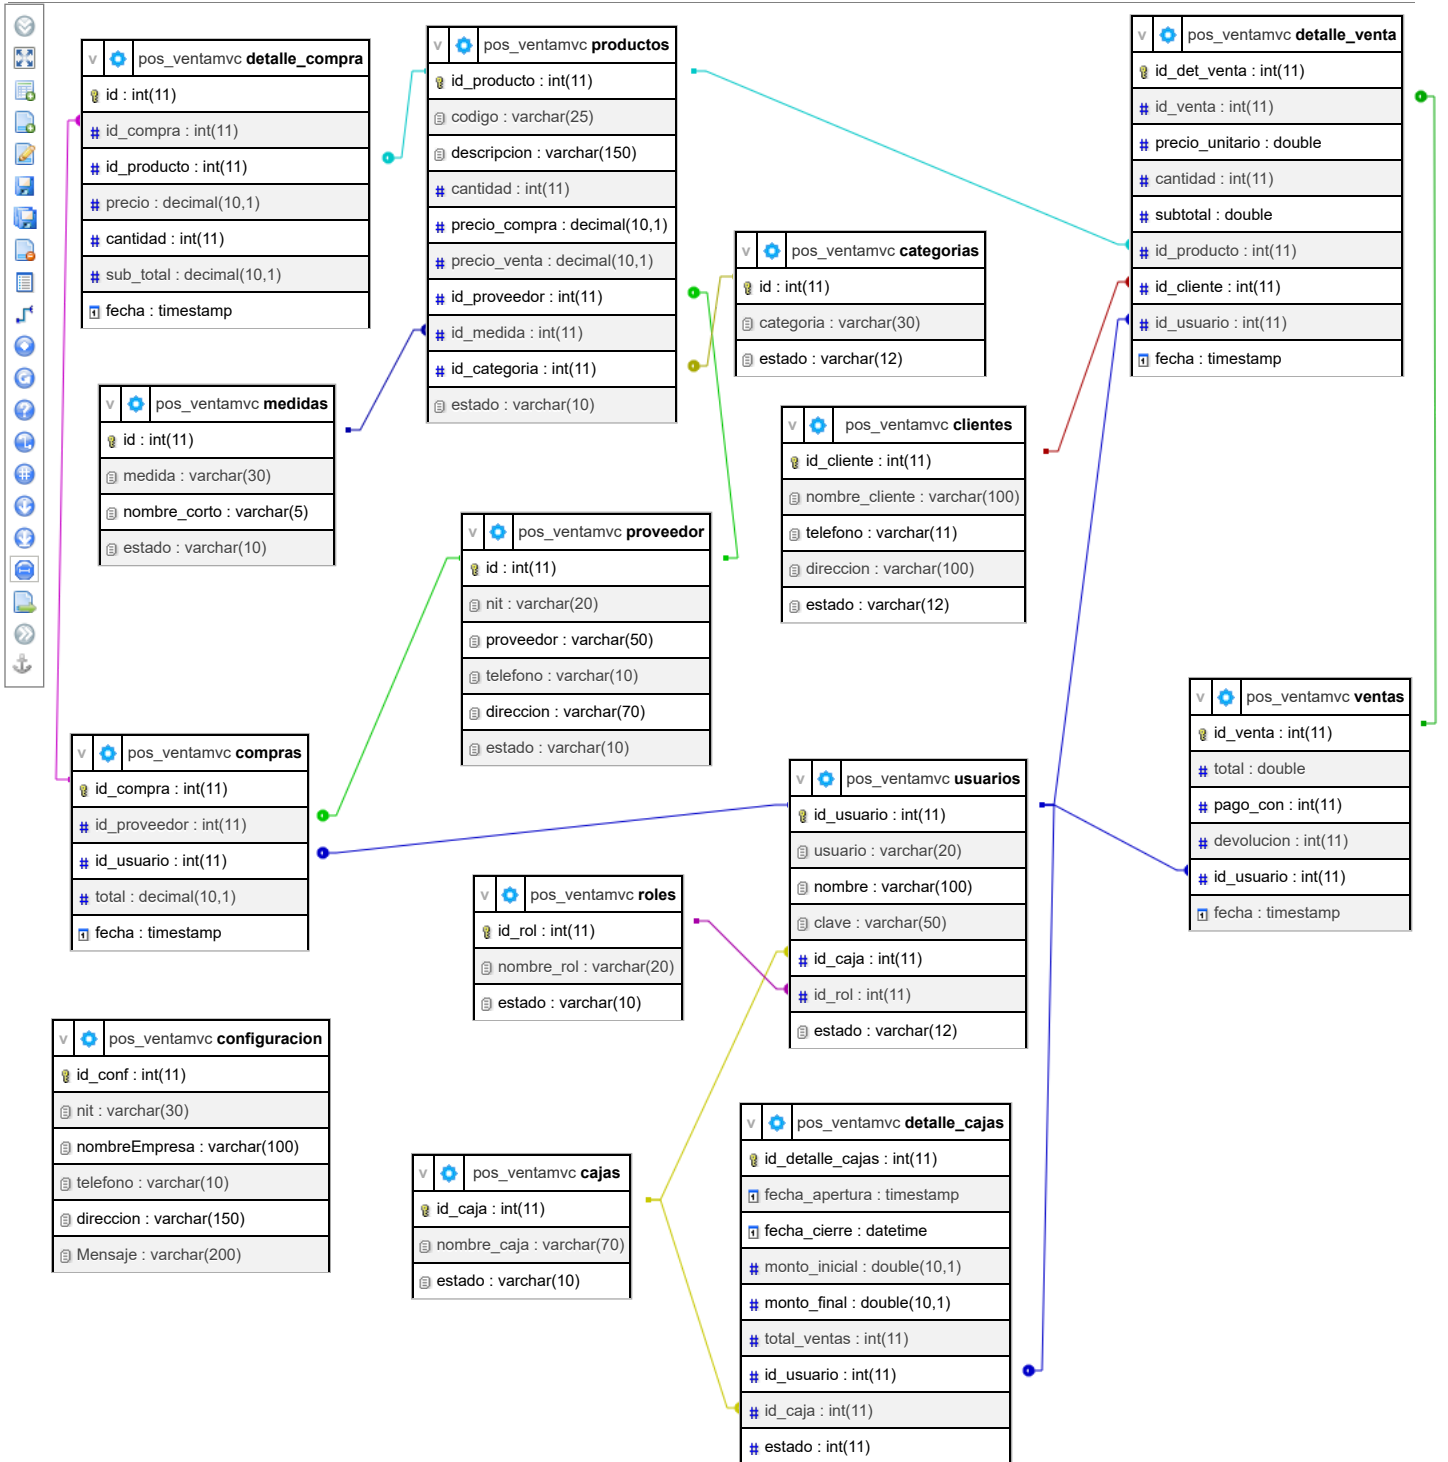 pos_ventamvc detalle_compra
id : int(11)
id_compra : int(11)
id_producto : int(11)
precio : decimal(10,1)
cantidad : int(11)
sub_total : decimal(10,1)
fecha : timestamp
pos_ventamvc productos
id_producto : int(11)
codigo : varchar(25)
descripcion : varchar(150)
cantidad : int(11)
precio_compra : decimal(10,1)
precio_venta : decimal(10,1)
id_proveedor : int(11)
id_medida : int(11)
id_categoria : int(11)
estado : varchar(10)
pos_ventamvc detalle_venta
id_det_venta : int(11)
id_venta : int(11)
precio_unitario : double
cantidad : int(11)
subtotal : double
id_producto : int(11)
id_cliente : int(11)
id_usuario : int(11)
fecha : timestamp
pos_ventamvc categorias
id : int(11)
categoria : varchar(30)
estado : varchar(12)
pos_ventamvc medidas
id : int(11)
medida : varchar(30)
nombre_corto : varchar(5)
estado : varchar(10)
pos_ventamvc clientes
id_cliente : int(11)
nombre_cliente : varchar(100)
telefono : varchar(11)
direccion : varchar(100)
estado : varchar(12)
pos_ventamvc proveedor
id : int(11)
nit : varchar(20)
proveedor : varchar(50)
telefono : varchar(10)
direccion : varchar(70)
estado : varchar(10)
pos_ventamvc ventas
id_venta : int(11)
total : double
pago_con : int(11)
devolucion : int(11)
id_usuario : int(11)
fecha : timestamp
pos_ventamvc compras
id_compra : int(11)
id_proveedor : int(11)
id_usuario : int(11)
total : decimal(10,1)
fecha : timestamp
pos_ventamvc usuarios
id_usuario : int(11)
usuario : varchar(20)
nombre : varchar(100)
clave : varchar(50)
id_caja : int(11)
id_rol : int(11)
estado : varchar(12)
pos_ventamvc roles
id_rol : int(11)
nombre_rol : varchar(20)
estado : varchar(10)
pos_ventamvc configuracion
id_conf : int(11)
nit : varchar(30)
nombreEmpresa : varchar(100)
telefono : varchar(10)
direccion : varchar(150)
Mensaje : varchar(200)
pos_ventamvc cajas
id_caja : int(11)
nombre_caja : varchar(70)
estado : varchar(10)
pos_ventamvc detalle_cajas
id_detalle_cajas : int(11)
fecha_apertura : timestamp
fecha_cierre : datetime
monto_inicial : double(10,1)
monto_final : double(10,1)
total_ventas : int(11)
id_usuario : int(11)
id_caja : int(11)
estado : int(11)